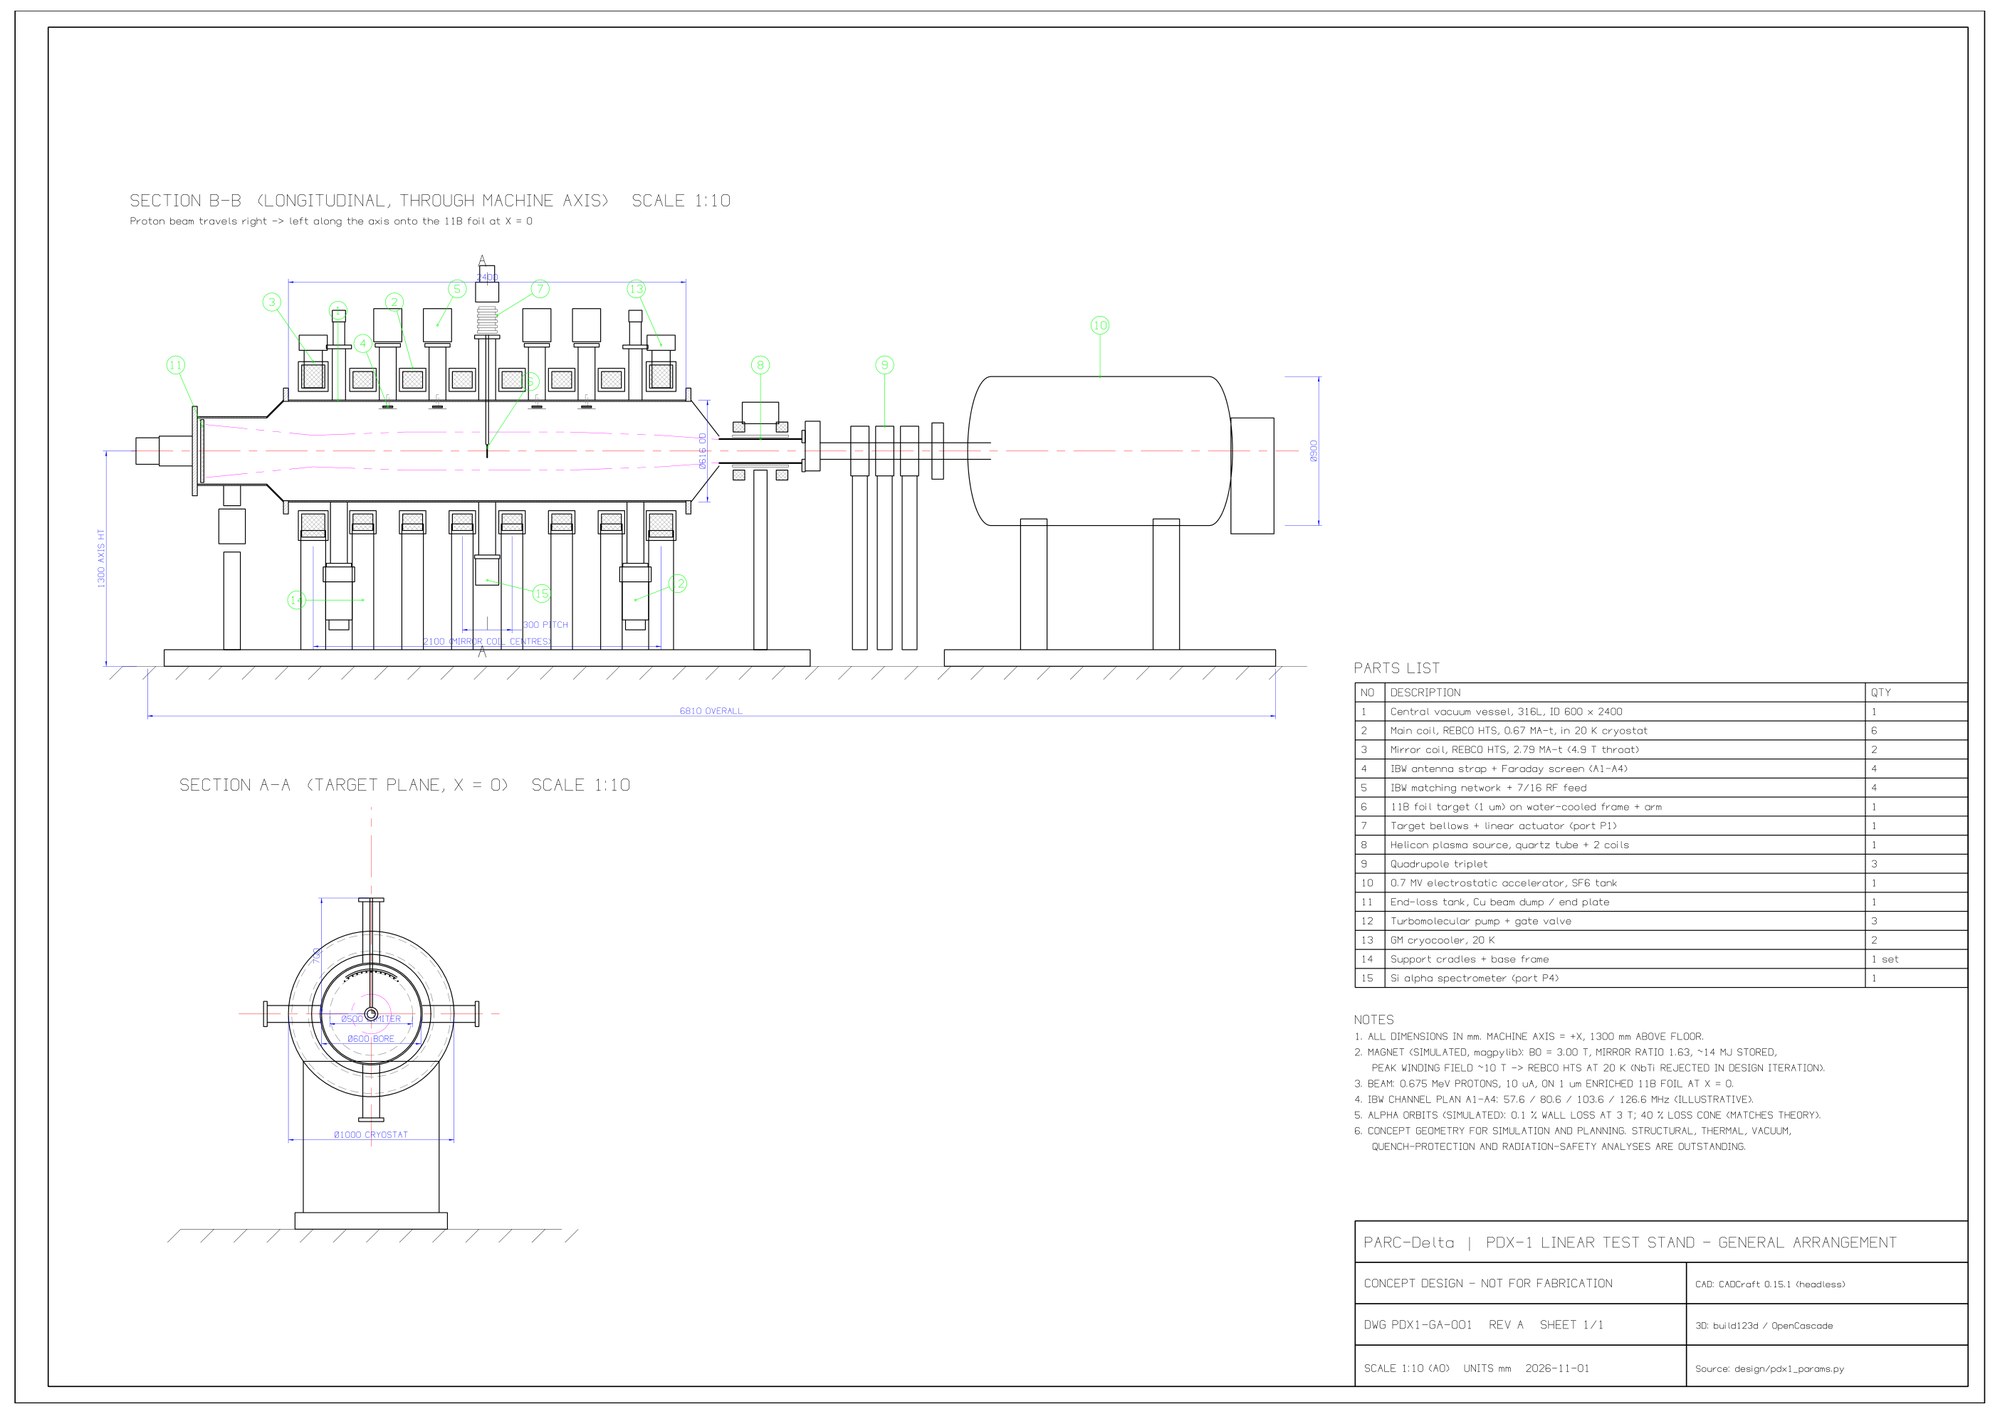 SECTION B-B (LONGITUDINAL, THROUGH MACHINE AXIS) SCALE 1:10
Proton beam travels right -> left along the axis onto the 11B foil at X = 0
A
2400
3
1
2
5
7
13
4
6
11
8
9
10
Ø616.00
Ø900
1300 AXIS HT
14
15
12
300 PITCH
2100 (MIRROR COIL CENTRES)
A
6810 OVERALL
SECTION A-A (TARGET PLANE, X = 0) SCALE 1:10
700
Ø500 LIMITER
Ø600 BORE
Ø1000 CRYOSTAT
PARTS LIST
NO DESCRIPTION QTY
1 Central vacuum vessel, 316L, ID 600 x 2400 1
2 Main coil, REBCO HTS, 0.67 MA-t, in 20 K cryostat 6
3 Mirror coil, REBCO HTS, 2.79 MA-t (4.9 T throat) 2
4 IBW antenna strap + Faraday screen (A1-A4) 4
5 IBW matching network + 7/16 RF feed 4
6 11B foil target (1 um) on water-cooled frame + arm 1
7 Target bellows + linear actuator (port P1) 1
8 Helicon plasma source, quartz tube + 2 coils 1
9 Quadrupole triplet 3
10 0.7 MV electrostatic accelerator, SF6 tank 1
11 End-loss tank, Cu beam dump / end plate 1
12 Turbomolecular pump + gate valve 3
13 GM cryocooler, 20 K 2
14 Support cradles + base frame 1 set
15 Si alpha spectrometer (port P4) 1
NOTES
1. ALL DIMENSIONS IN mm. MACHINE AXIS = +X, 1300 mm ABOVE FLOOR.
2. MAGNET (SIMULATED, magpylib): B0 = 3.00 T, MIRROR RATIO 1.63, ~14 MJ STORED,
PEAK WINDING FIELD ~10 T -> REBCO HTS AT 20 K (NbTi REJECTED IN DESIGN ITERATION).
3. BEAM: 0.675 MeV PROTONS, 10 uA, ON 1 um ENRICHED 11B FOIL AT X = 0.
4. IBW CHANNEL PLAN A1-A4: 57.6 / 80.6 / 103.6 / 126.6 MHz (ILLUSTRATIVE).
5. ALPHA ORBITS (SIMULATED): 0.1 % WALL LOSS AT 3 T; 40 % LOSS CONE (MATCHES THEORY).
6. CONCEPT GEOMETRY FOR SIMULATION AND PLANNING. STRUCTURAL, THERMAL, VACUUM,
QUENCH-PROTECTION AND RADIATION-SAFETY ANALYSES ARE OUTSTANDING.
PARC-Delta | PDX-1 LINEAR TEST STAND - GENERAL ARRANGEMENT
CONCEPT DESIGN - NOT FOR FABRICATION
CAD: CADCraft 0.15.1 (headless)
DWG PDX1-GA-001 REV A SHEET 1/1
3D: build123d / OpenCascade
SCALE 1:10 (A0) UNITS mm 2026-11-01
Source: design/pdx1_params.py